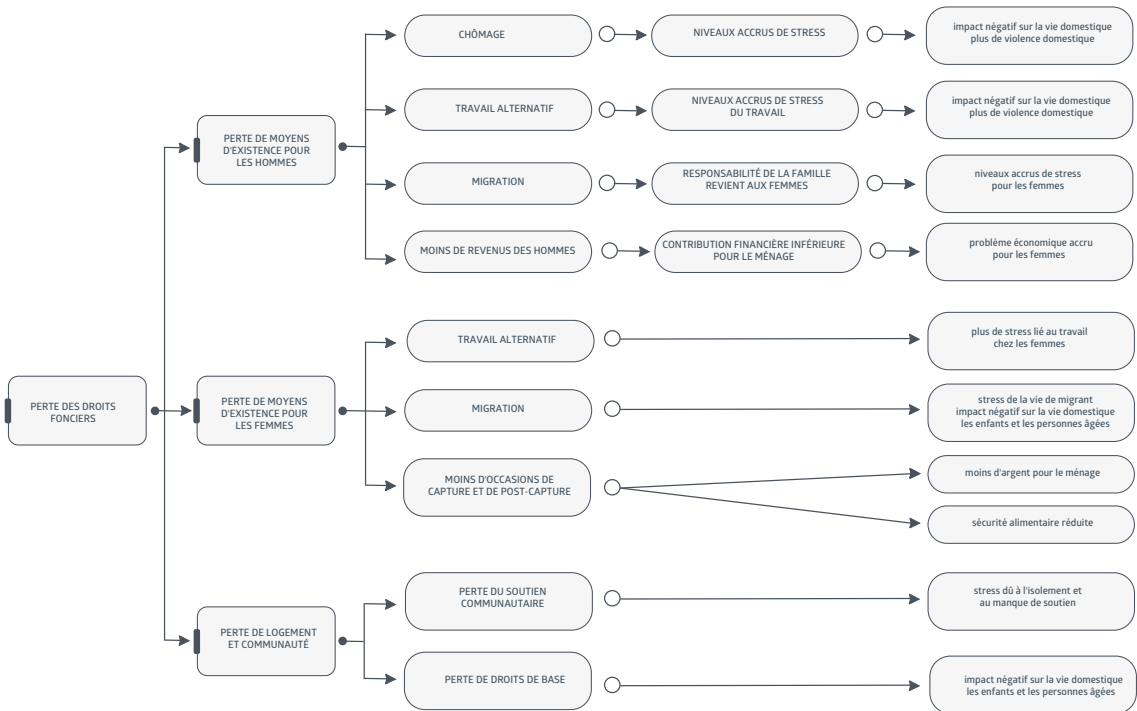 PERTE DES DROITS
FONCIERS
PERTE DE MOYENS
D'EXISTENCE POUR
LES HOMMES
CHÔMAGE
NIVEAUX ACCRUS DE STRESS
impact négatif sur la vie domestique
plus de violence domestique
TRAVAIL ALTERNATIF
NIVEAUX ACCRUS DE STRESS
DU TRAVAIL
impact négatif sur la vie domestique
plus de violence domestique
MIGRATION
RESPONSABILITÉ DE LA FAMILLE
REVIENT AUX FEMMES
niveaux accrus de stress
pour les femmes
MOINS DE REVENUS DES HOMMES
CONTRIBUTION FINANCIÈRE INFÉRIEURE
POUR LE MÉNAGE
problème économique accru
pour les femmes
PERTE DE MOYENS
D'EXISTENCE POUR
LES FEMMES
TRAVAIL ALTERNATIF
plus de stress lié au travail
chez les femmes
MIGRATION
stress de la vie de migrant
impact négatif sur la vie domestique
les enfants et les personnes âgées
MOINS D'OCCASIONS DE
CAPTURE ET DE POST-CAPTURE
moins d'argent pour le ménage
sécurité alimentaire réduite
PERTE DE LOGEMENT
ET COMMUNAUTÉ
PERTE DU SOUTIEN
COMMUNAUTAIRE
stress dû à l'isolement et
au manque de soutien
PERTE DE DROITS DE BASE
impact négatif sur la vie domestique
les enfants et les personnes âgées